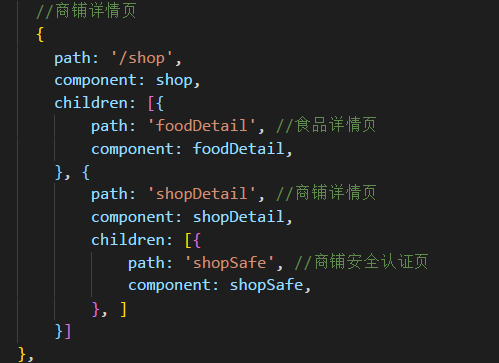 //商铺详情页
{
path: '/shop',
component: shop,
children: [{
path: 'foodDetail', //食品详情页
component: foodDetail,
}, {
path: 'shopDetail', //商铺详情页
component: shopDetail,
children: [{
path: 'shopSafe', //商铺安全认证页
component: shopSafe,
}, ]
}]
},